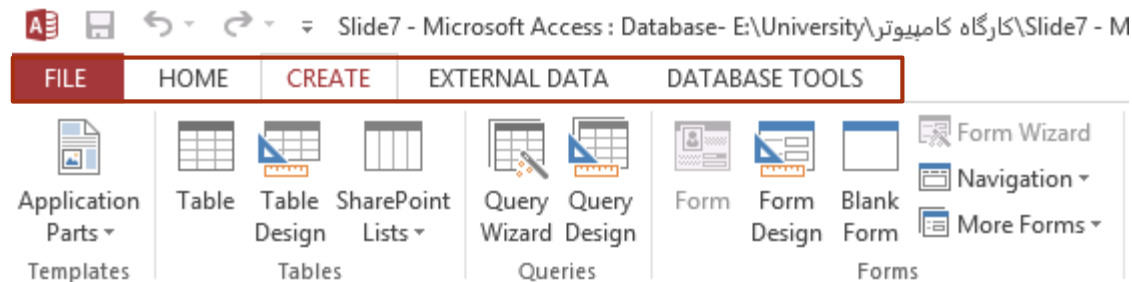 Slide7 - Microsoft Access : Database- E:\University\کارگاه کامپیوتر\Slide7 - M
FILE HOME CREATE EXTERNAL DATA DATABASE TOOLS
Application Parts
Table
Table Design
SharePoint Lists
Query Wizard
Query Design
Form
Form Design
Blank Form
Form Wizard
Navigation
More Forms
Templates
Tables
Queries
Forms